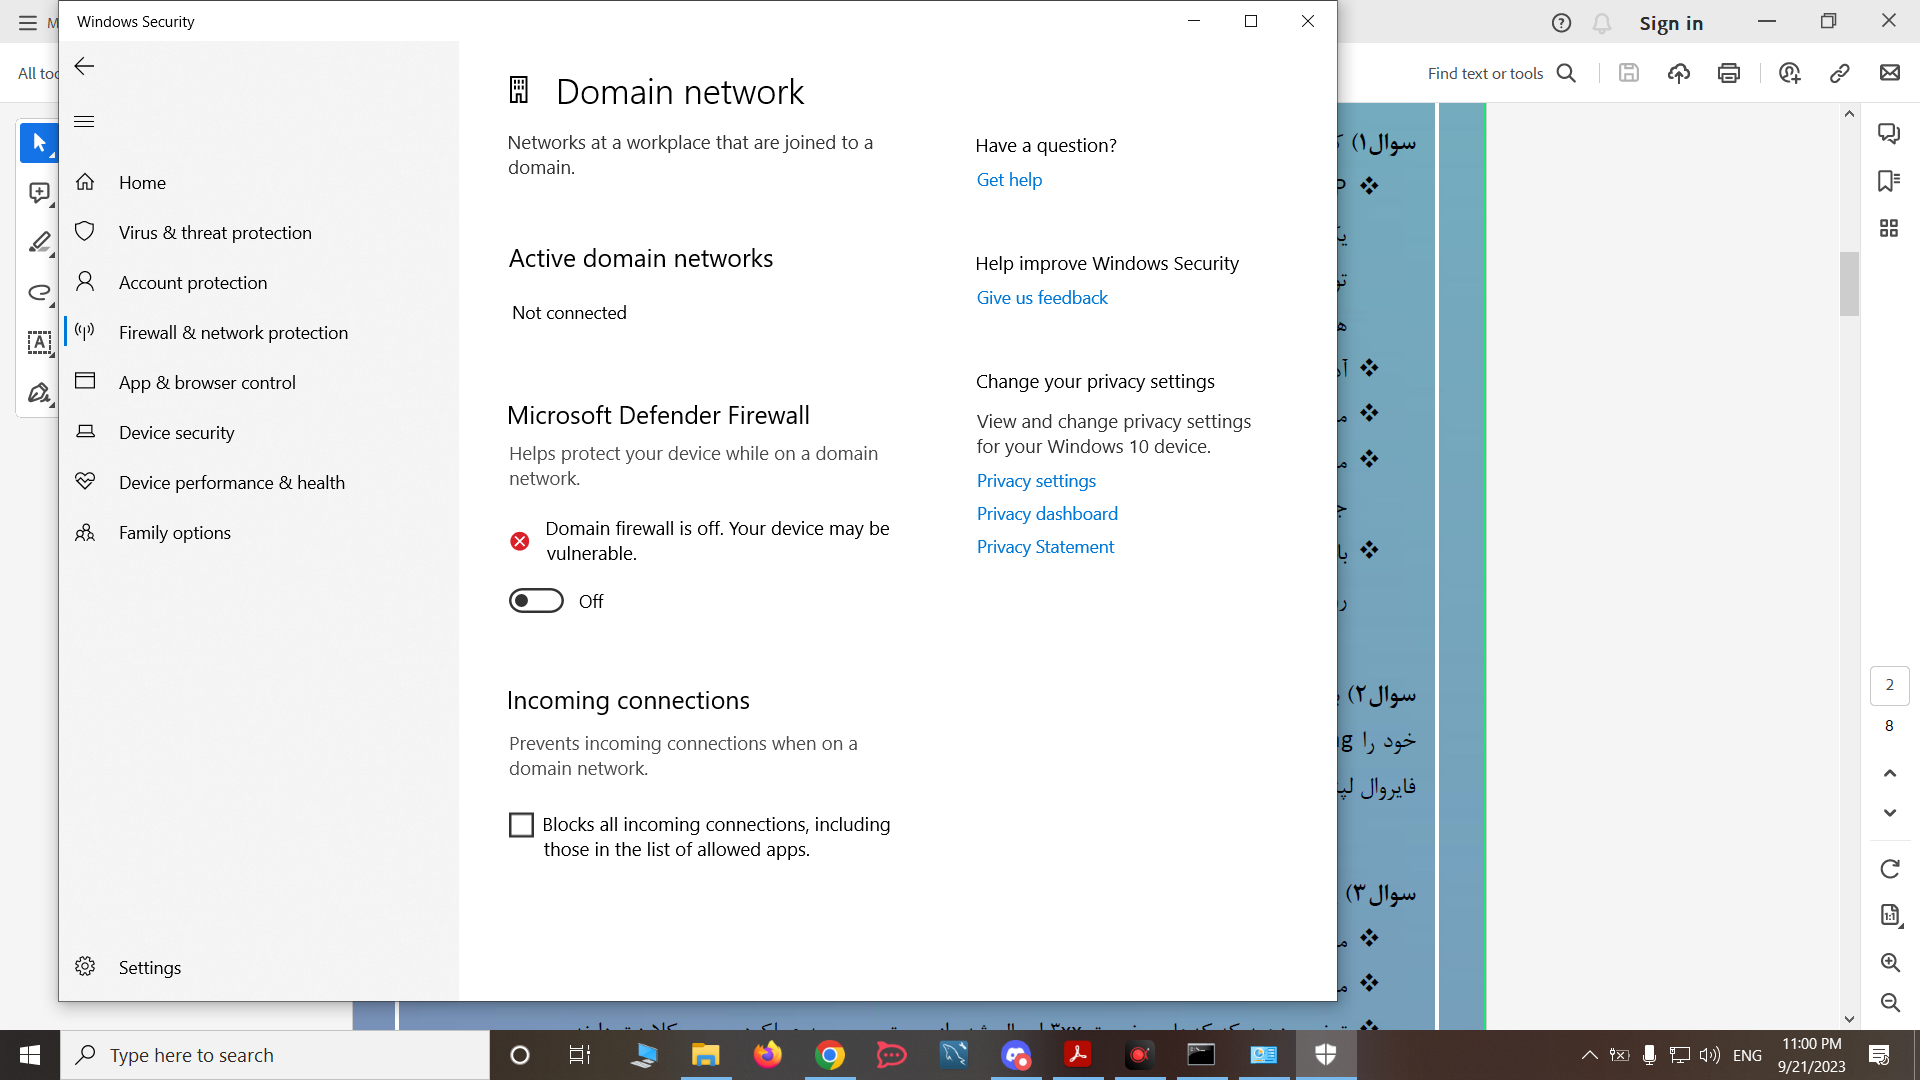 Windows Security
Sign in
Find text or tools
Home
Virus & threat protection
Account protection
Firewall & network protection
App & browser control
Device security
Device performance & health
Family options
Settings
Domain network
Networks at a workplace that are joined to a
domain.
Active domain networks
Not connected
Microsoft Defender Firewall
Helps protect your device while on a domain
network.
Domain firewall is off. Your device may be
vulnerable.
Off
Incoming connections
Prevents incoming connections when on a
domain network.
Blocks all incoming connections, including
those in the list of allowed apps.
Have a question?
Get help
Help improve Windows Security
Give us feedback
Change your privacy settings
View and change privacy settings
for your Windows 10 device.
Privacy settings
Privacy dashboard
Privacy Statement
All
سوال۱)
سوال۲)
خود را
فایروال
سوال۳)
2
8
Type here to search
ENG
11:00 PM
9/21/2023